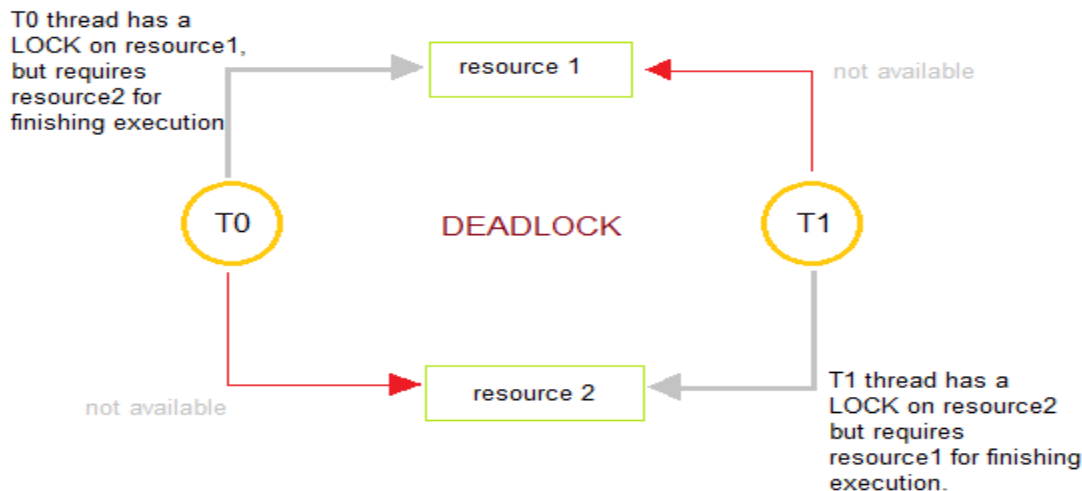 T0 thread has a
LOCK on resource1,
but requires
resource2 for
finishing execution
resource 1
not available
T0
DEADLOCK
T1
not available
resource 2
T1 thread has a
LOCK on resource2
but requires
resource1 for finishing
execution.